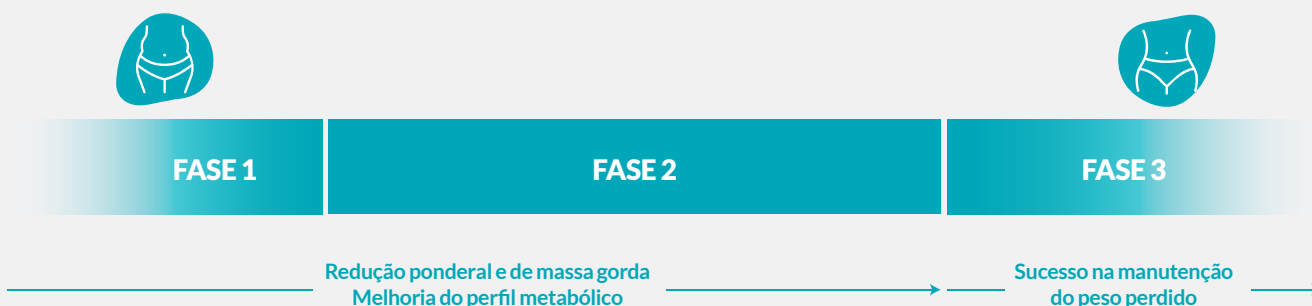 FASE 1
FASE 2
FASE 3
Redução ponderal e de massa gorda
Melhoria do perfil metabólico
Sucesso na manutenção
do peso perdido